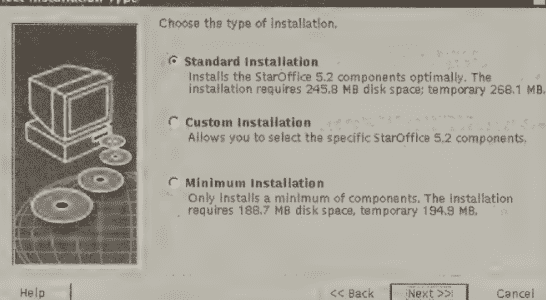 Select Installation Type
Choose the type of installation.
Standard Installation
Installs the StarOffice 5.2 components optimally. The
installation requires 245.8 MB disk space; temporary 268.1 MB.
Custom Installation
Allows you to select the specific StarOffice 5.2 components.
Minimum Installation
Only installs a minimum of components. The installation
requires 188.7 MB disk space, temporary 194.9 MB.
Help
<< Back
Next >>
Cancel